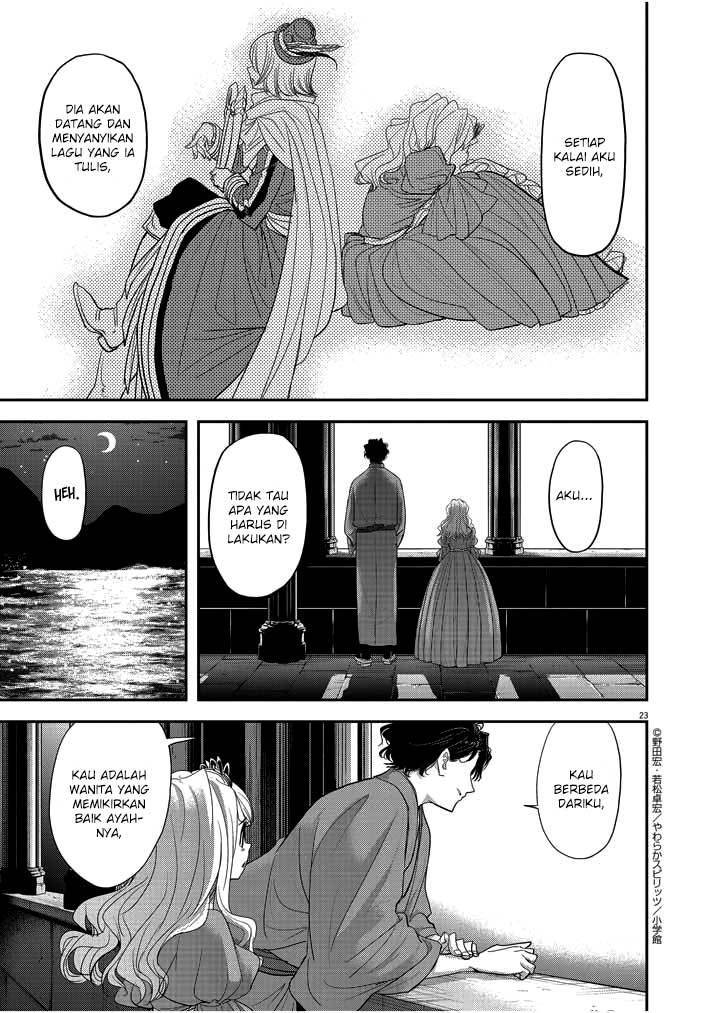 SETIAP
KALAI AKU
SEDIH,
DIA AKAN
DATANG DAN
MENYANYIKAN
LAGU YANG IA
TULIS,
AKU...
TIDAK TAU
APA YANG
HARUS DI
LAKUKAN?
HEH.
23
KAU
BERBEDA
DARIKU,
KAU ADALAH
WANITA YANG
MEMIKIRKAN
BAIK AYAH-
NYA,
©野田宏・若松卓宏／やわらかスピリッツ／小学館